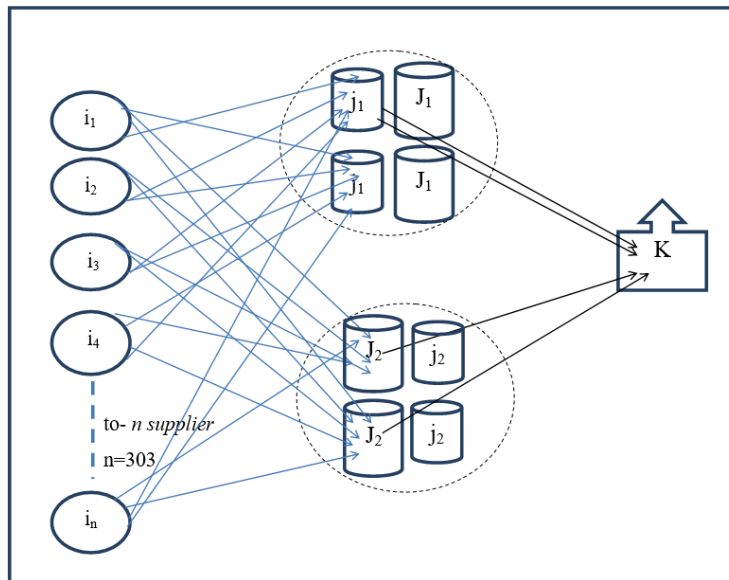 i₁
i₂
i₃
i₄
to- n supplier
n=303
iₙ
j₁ J₁
j₁ J₁
J₂ j₂
J₂ j₂
K